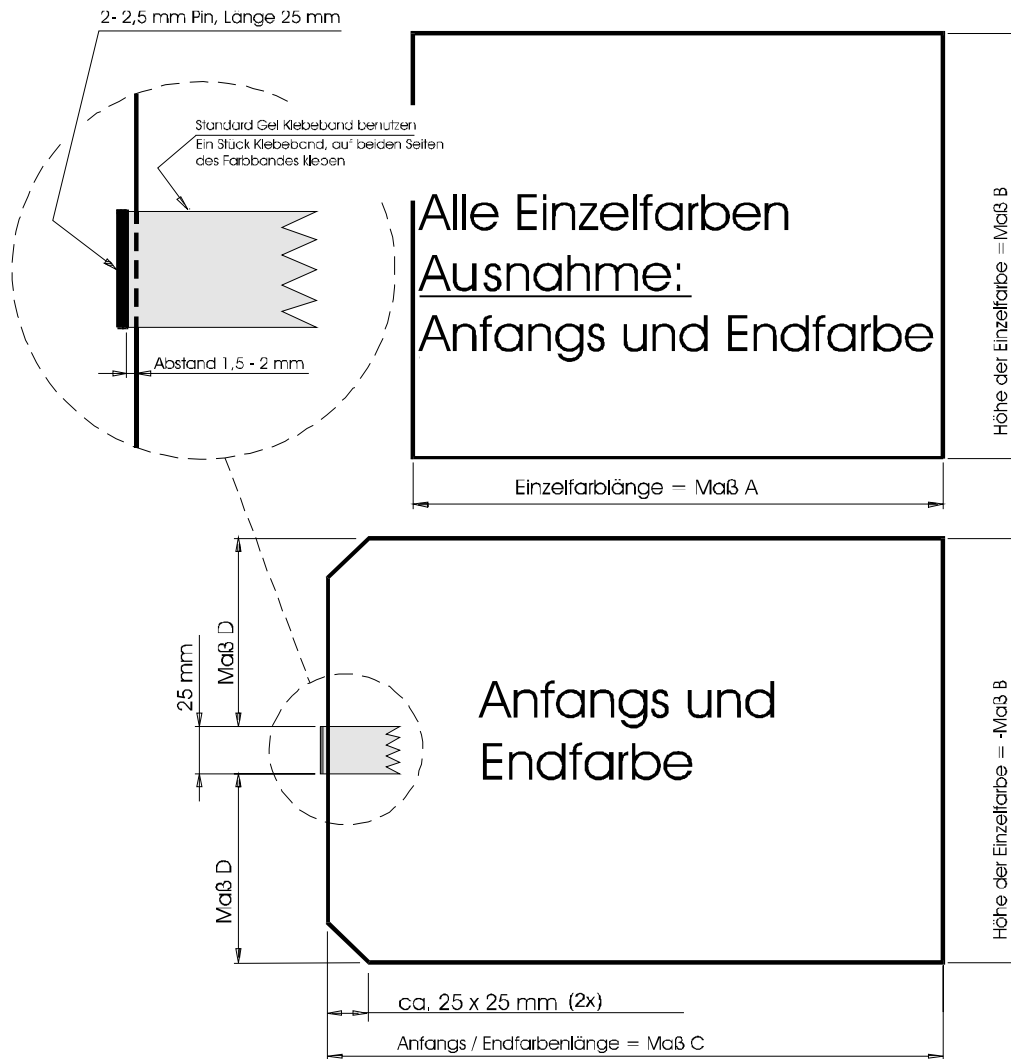 2- 2,5 mm Pin, Länge 25 mm
Standard Gel Klebeband benutzen
Ein Stück Klebeband, auf beiden Seiten
des Farbbandes kleben
Abstand 1,5 - 2 mm
Alle Einzelfarben
Ausnahme:
Anfangs und Endfarbe
Höhe der Einzelfarbe = Maß B
Einzelfarblänge = Maß A
Maß D
25 mm
Maß D
Anfangs und
Endfarbe
Höhe der Einzelfarbe = -Maß B
ca. 25 x 25 mm (2x)
Anfangs / Endfarbenlänge = Maß C